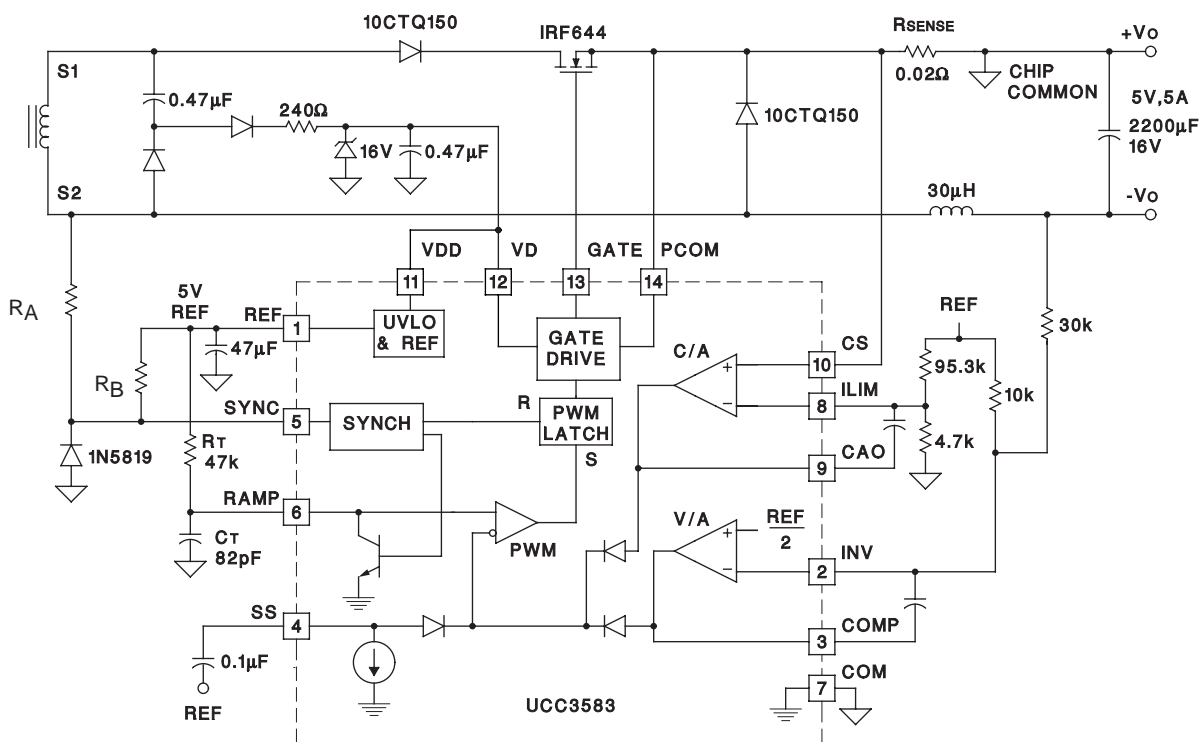 10CTQ150
IRF644
RSENSE
0.02Ω
+VO
S1
CHIP
COMMON
0.47µF
240Ω
10CTQ150
5V,5A
2200µF
16V
16V
0.47µF
S2
30µH
-VO
VDD
VD
GATE
PCOM
11
12
13
14
RA
5V
REF
REF
1
UVLO
& REF
GATE
DRIVE
REF
30k
47µF
C/A
+
−
CS
10
95.3k
RB
ILIM
8
10k
SYNC
5
SYNCH
R
PWM
LATCH
S
4.7k
1N5819
RT
47k
CAO
9
RAMP
6
PWM
V/A
+
−
REF
2
CT
82pF
INV
2
SS
4
COMP
3
0.1µF
COM
7
REF
UCC3583